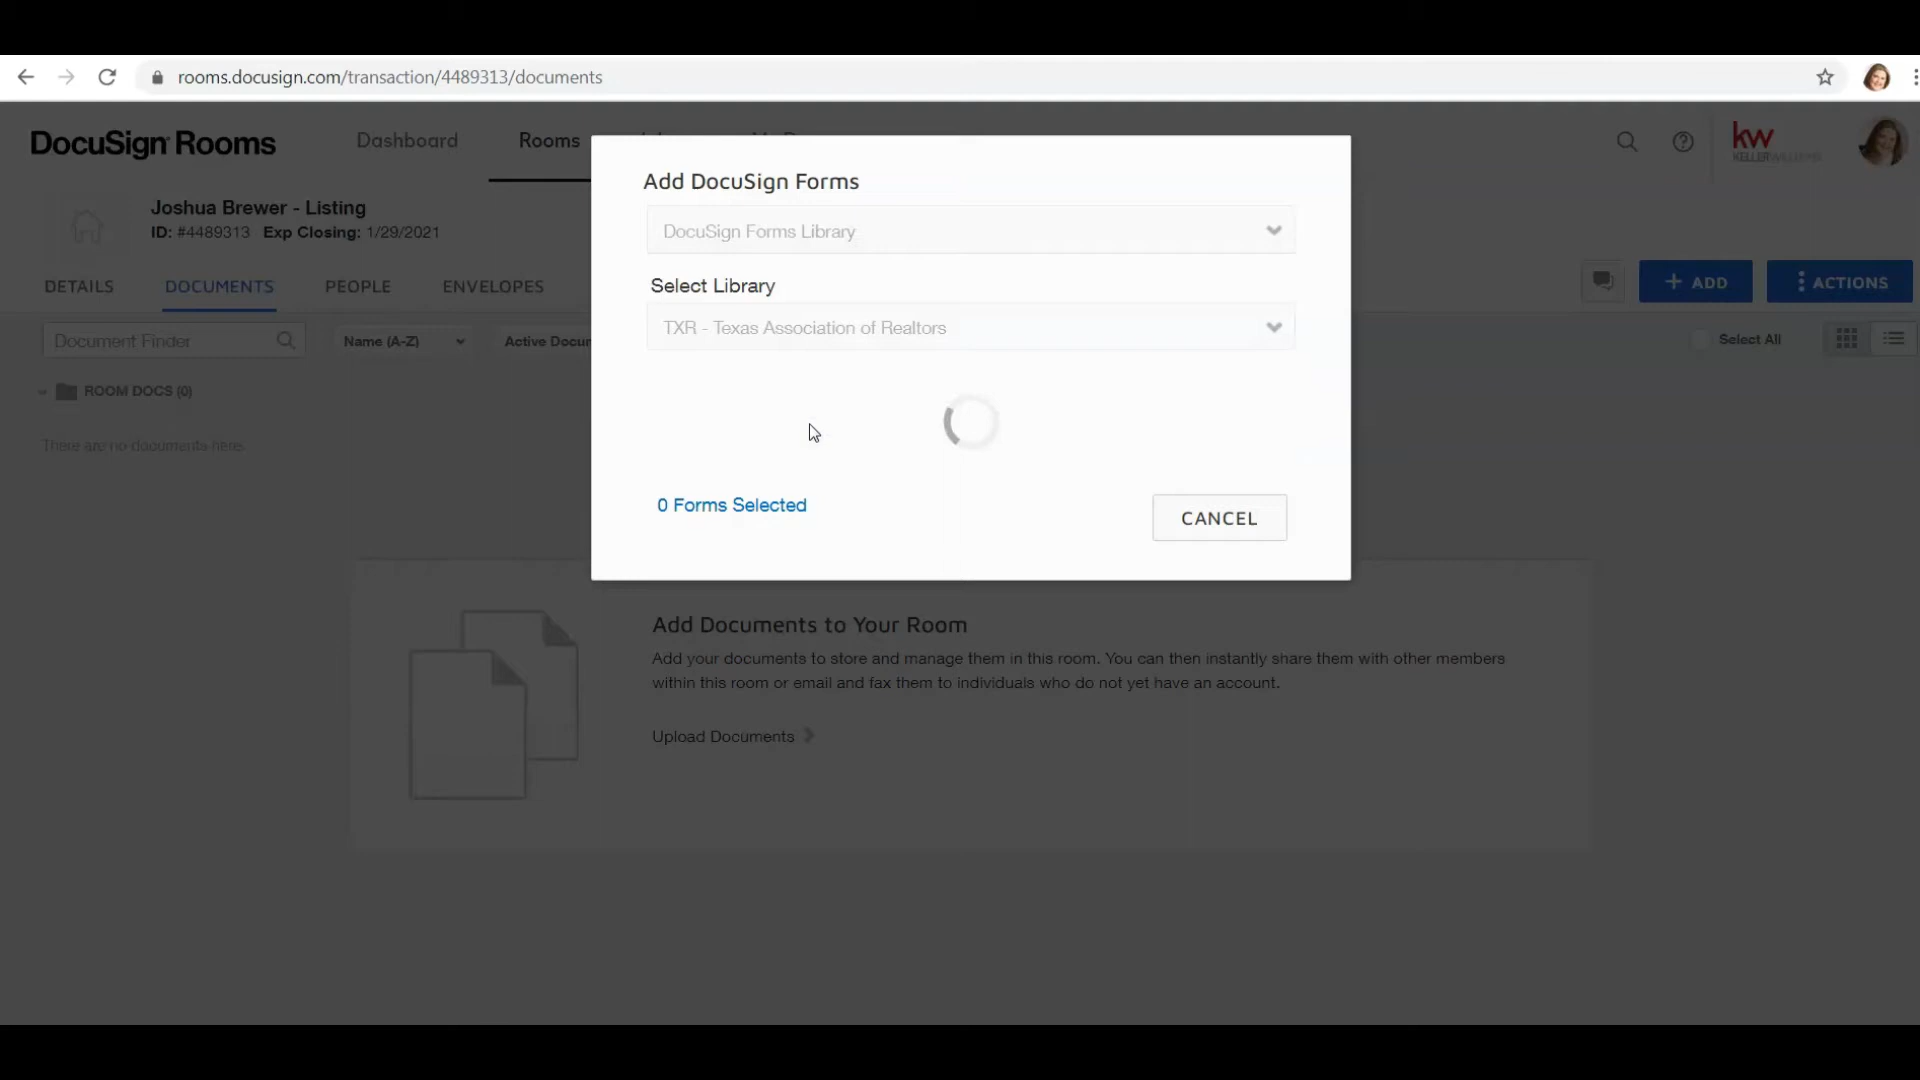 rooms.docusign.com/transaction/4489313/documents
DocuSign Rooms
Dashboard
Rooms
kw
KELLERWILLIAMS
Add DocuSign Forms
DocuSign Forms Library
Select Library
TXR - Texas Association of Realtors
0 Forms Selected
CANCEL
Joshua Brewer - Listing
ID: #4489313 Exp Closing: 1/29/2021
DETAILS
DOCUMENTS
PEOPLE
ENVELOPES
+ ADD
ACTIONS
Document Finder
Name (A-Z)
Active Docu
Select All
ROOM DOCS (0)
There are no documents here.
Add Documents to Your Room
Add your documents to store and manage them in this room. You can then instantly share them with other members
within this room or email and fax them to individuals who do not yet have an account.
Upload Documents